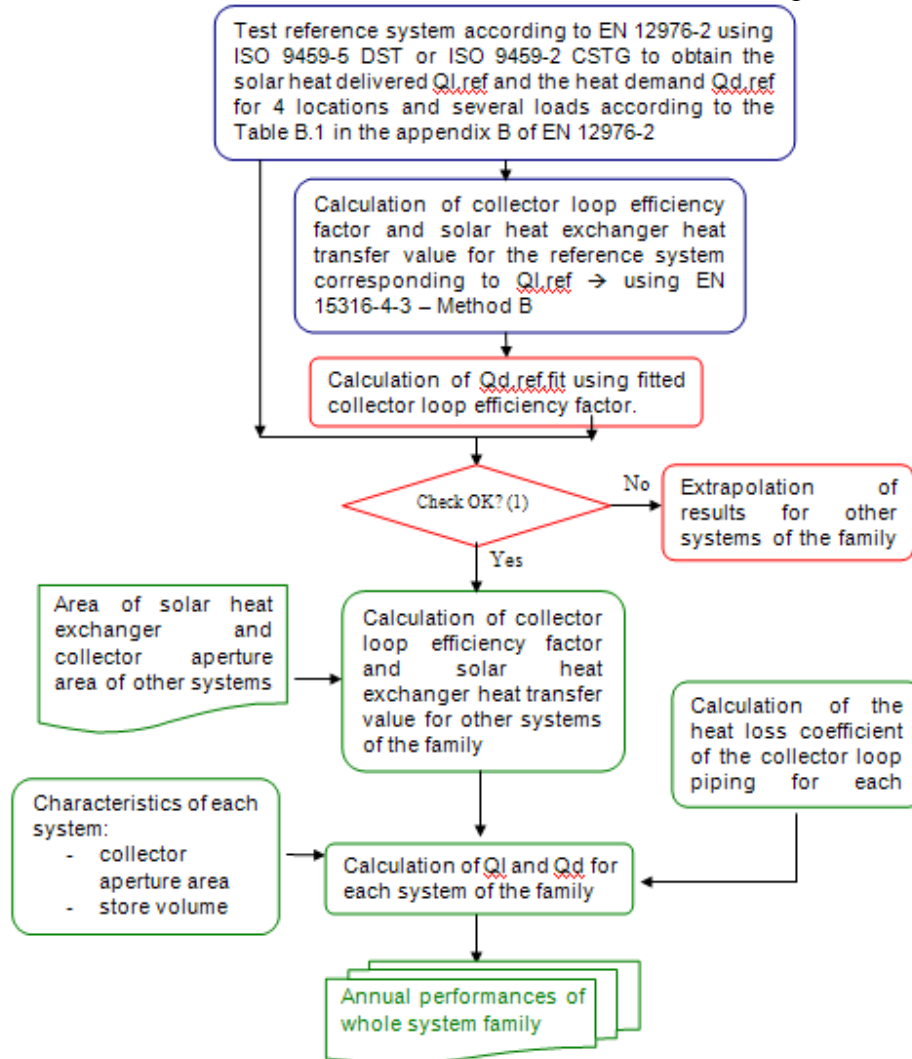 Test reference system according to EN 12976-2 using
ISO 9459-5 DST or ISO 9459-2 CSTG to obtain the
solar heat delivered Ql.ref and the heat demand Qd.ref
for 4 locations and several loads according to the
Table B.1 in the appendix B of EN 12976-2
Calculation of collector loop efficiency
factor and solar heat exchanger heat
transfer value for the reference system
corresponding to Ql.ref → using EN
15316-4-3 – Method B
Calculation of Qd.ref.fit using fitted
collector loop efficiency factor.
Check OK? (1)
No
Extrapolation of
results for other
systems of the family
Yes
Area of solar heat
exchanger and
collector aperture
area of other systems
Calculation of collector
loop efficiency factor
and solar heat
exchanger heat transfer
value for other systems
of the family
Calculation of the
heat loss coefficient
of the collector loop
piping for each
Characteristics of each
system:
- collector
aperture area
- store volume
Calculation of Ql and Qd for
each system of the family
Annual performances of
whole system family